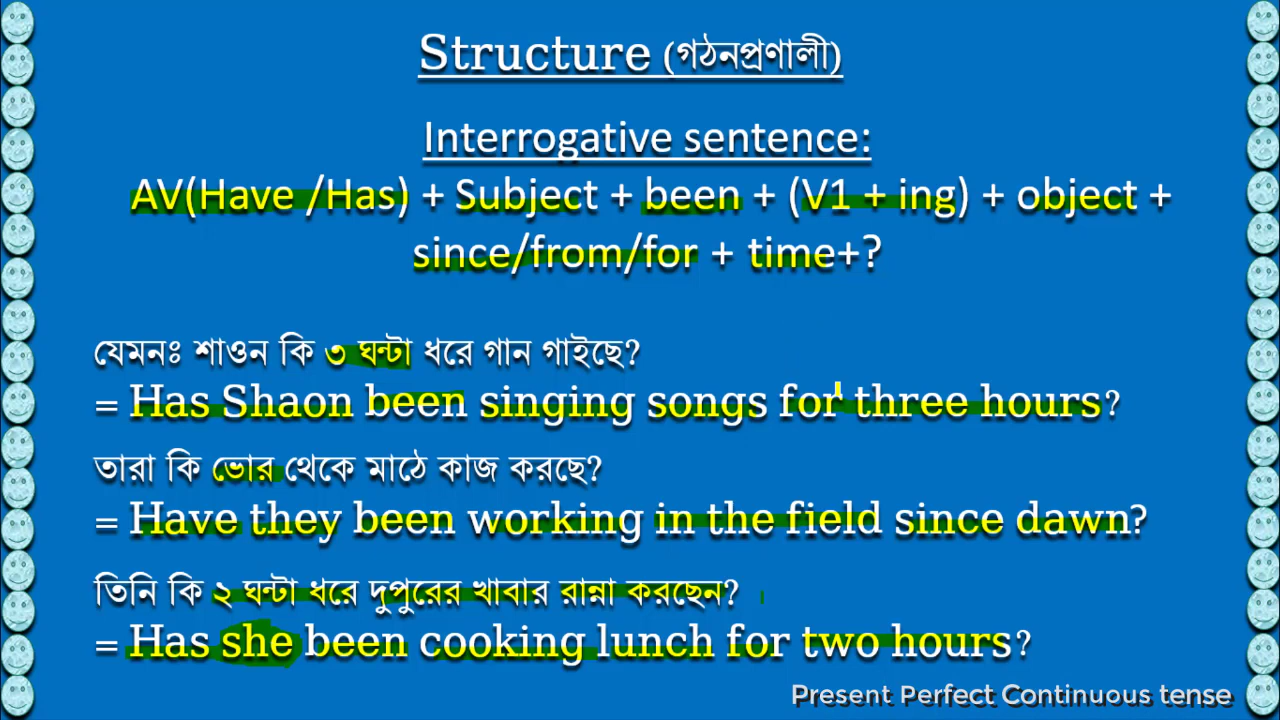 Structure (গঠনপ্রণালী)
Interrogative sentence:
AV(Have /Has) + Subject + been + (V1 + ing) + object +
since/from/for + time+?
যেমনঃ শাওন কি ৩ ঘন্টা ধরে গান গাইছে?
= Has Shaon been singing songs for three hours?
তারা কি ভোর থেকে মাঠে কাজ করছে?
= Have they been working in the field since dawn?
তিনি কি ২ ঘন্টা ধরে দুপুরের খাবার রান্না করছেন?
= Has she been cooking lunch for two hours?
Present Perfect Continuous tense